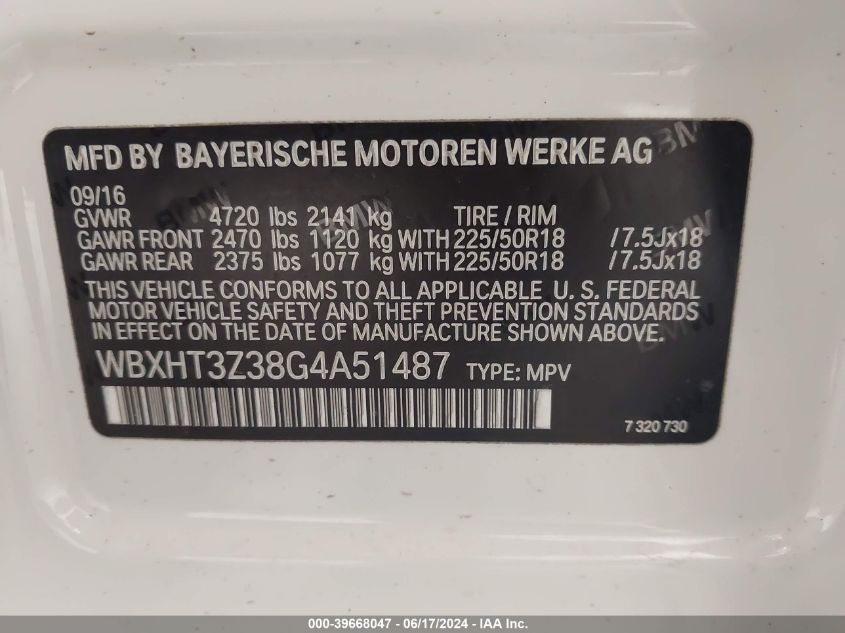 MFD BY BAYERISCHE MOTOREN WERKE AG
09/16
GVWR 4720 lbs 2141 kg TIRE / RIM
GAWR FRONT 2470 lbs 1120 kg WITH 225/50R18 /7.5Jx18
GAWR REAR 2375 lbs 1077 kg WITH 225/50R18 /7.5Jx18
THIS VEHICLE CONFORMS TO ALL APPLICABLE U. S. FEDERAL
MOTOR VEHICLE SAFETY AND THEFT PREVENTION STANDARDS
IN EFFECT ON THE DATE OF MANUFACTURE SHOWN ABOVE.
WBXHT3Z38G4A51487 TYPE: MPV
7 320 730
000-39668047 - 06/17/2024 - IAA Inc.